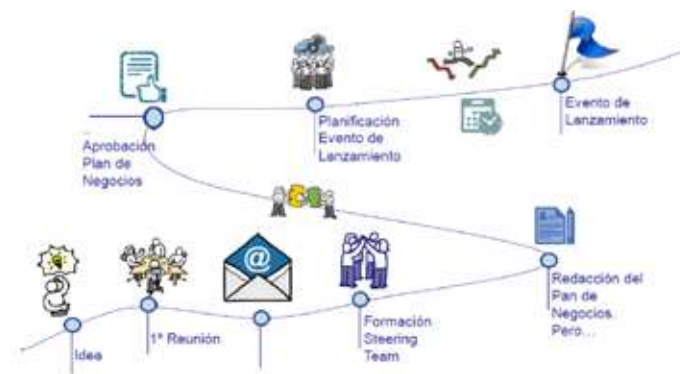 Aprobación
Plan de
Negocios
Planificación
Evento de
Lanzamiento
Evento de
Lanzamiento
@
Idea
1ª Reunión
Formación
Steering
Team
Redacción del
Pan de
Negocios.
Pero...